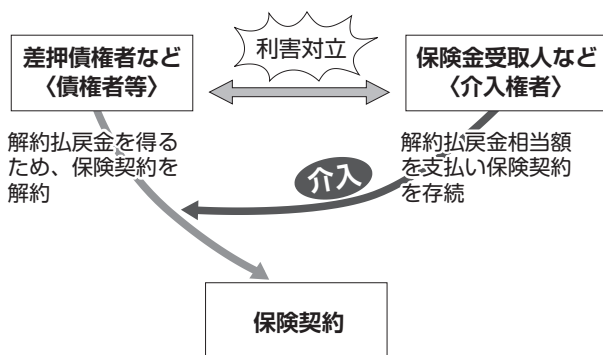 差押債権者など
〈債権者等〉
利害対立
保険金受取人など
〈介入権者〉
解約払戻金を得る
ため、保険契約を
解約
解約払戻金相当額
を支払い保険契約
を存続
介入
保険契約